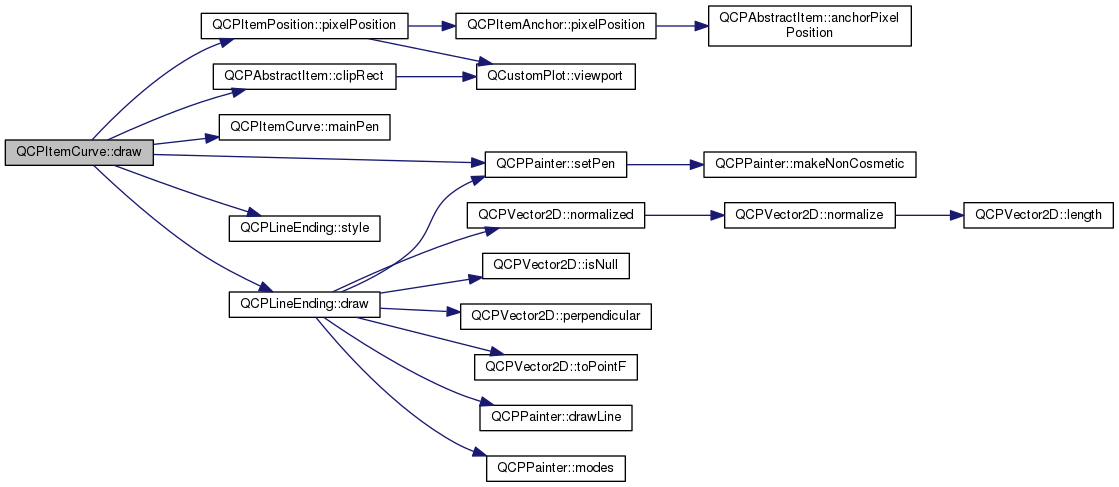 QCPItemPosition::pixelPosition
QCPItemAnchor::pixelPosition
QCPAbstractItem::anchorPixel
Position
QCPAbstractItem::clipRect
QCustomPlot::viewport
QCPItemCurve::mainPen
QCPItemCurve::draw
QCPPainter::setPen
QCPPainter::makeNonCosmetic
QCPLineEnding::style
QCPVector2D::normalized
QCPVector2D::normalize
QCPVector2D::length
QCPVector2D::isNull
QCPLineEnding::draw
QCPVector2D::perpendicular
QCPVector2D::toPointF
QCPPainter::drawLine
QCPPainter::modes